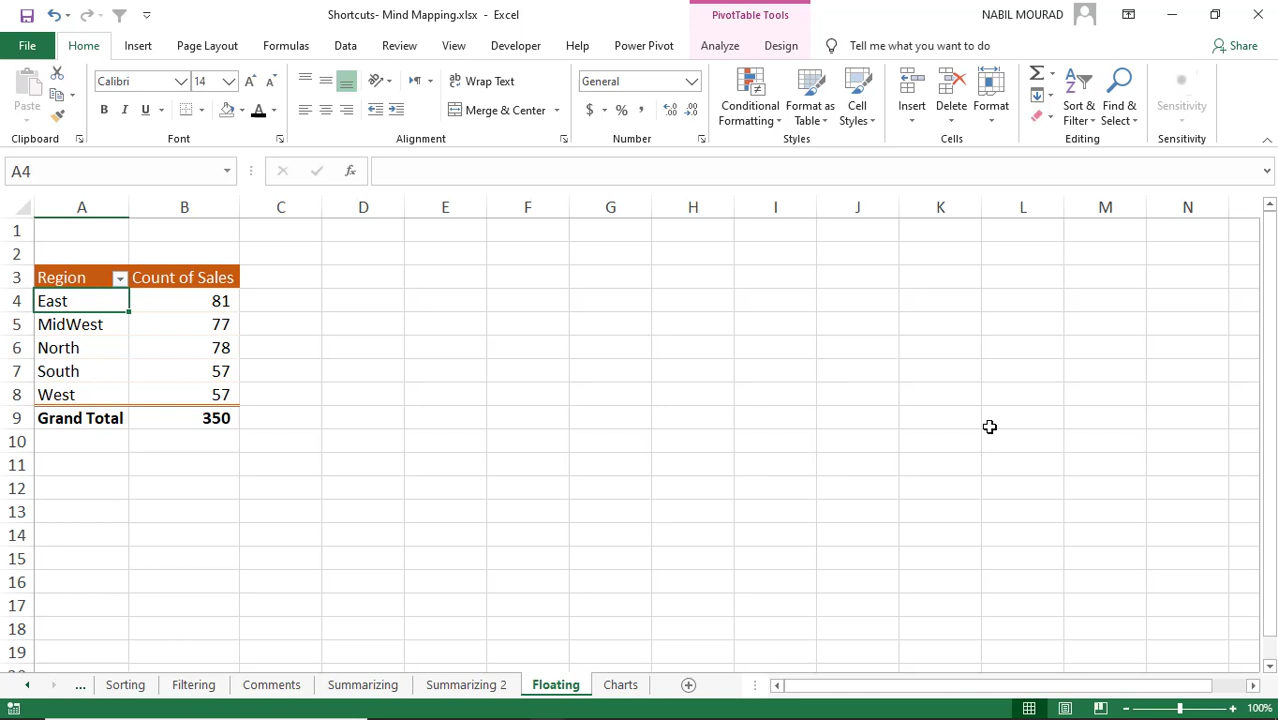 Shortcuts- Mind Mapping.xlsx - Excel
PivotTable Tools
NABIL MOURAD
File
Home
Insert
Page Layout
Formulas
Data
Review
View
Developer
Help
Power Pivot
Analyze
Design
Tell me what you want to do
Share
Paste
Clipboard
Calibri
14
B I U
Font
Wrap Text
Merge & Center
Alignment
General
$ % ,
Number
Conditional Formatting
Format as Table
Cell Styles
Styles
Insert
Delete
Format
Cells
Sort & Filter
Find & Select
Editing
Sensitivity
Sensitivity
A4
fx
A B C D E F G H I J K L M N
1
2
3 Region Count of Sales
4 East 81
5 MidWest 77
6 North 78
7 South 57
8 West 57
9 Grand Total 350
10
11
12
13
14
15
16
17
18
19
... Sorting Filtering Comments Summarizing Summarizing 2 Floating Charts
100%